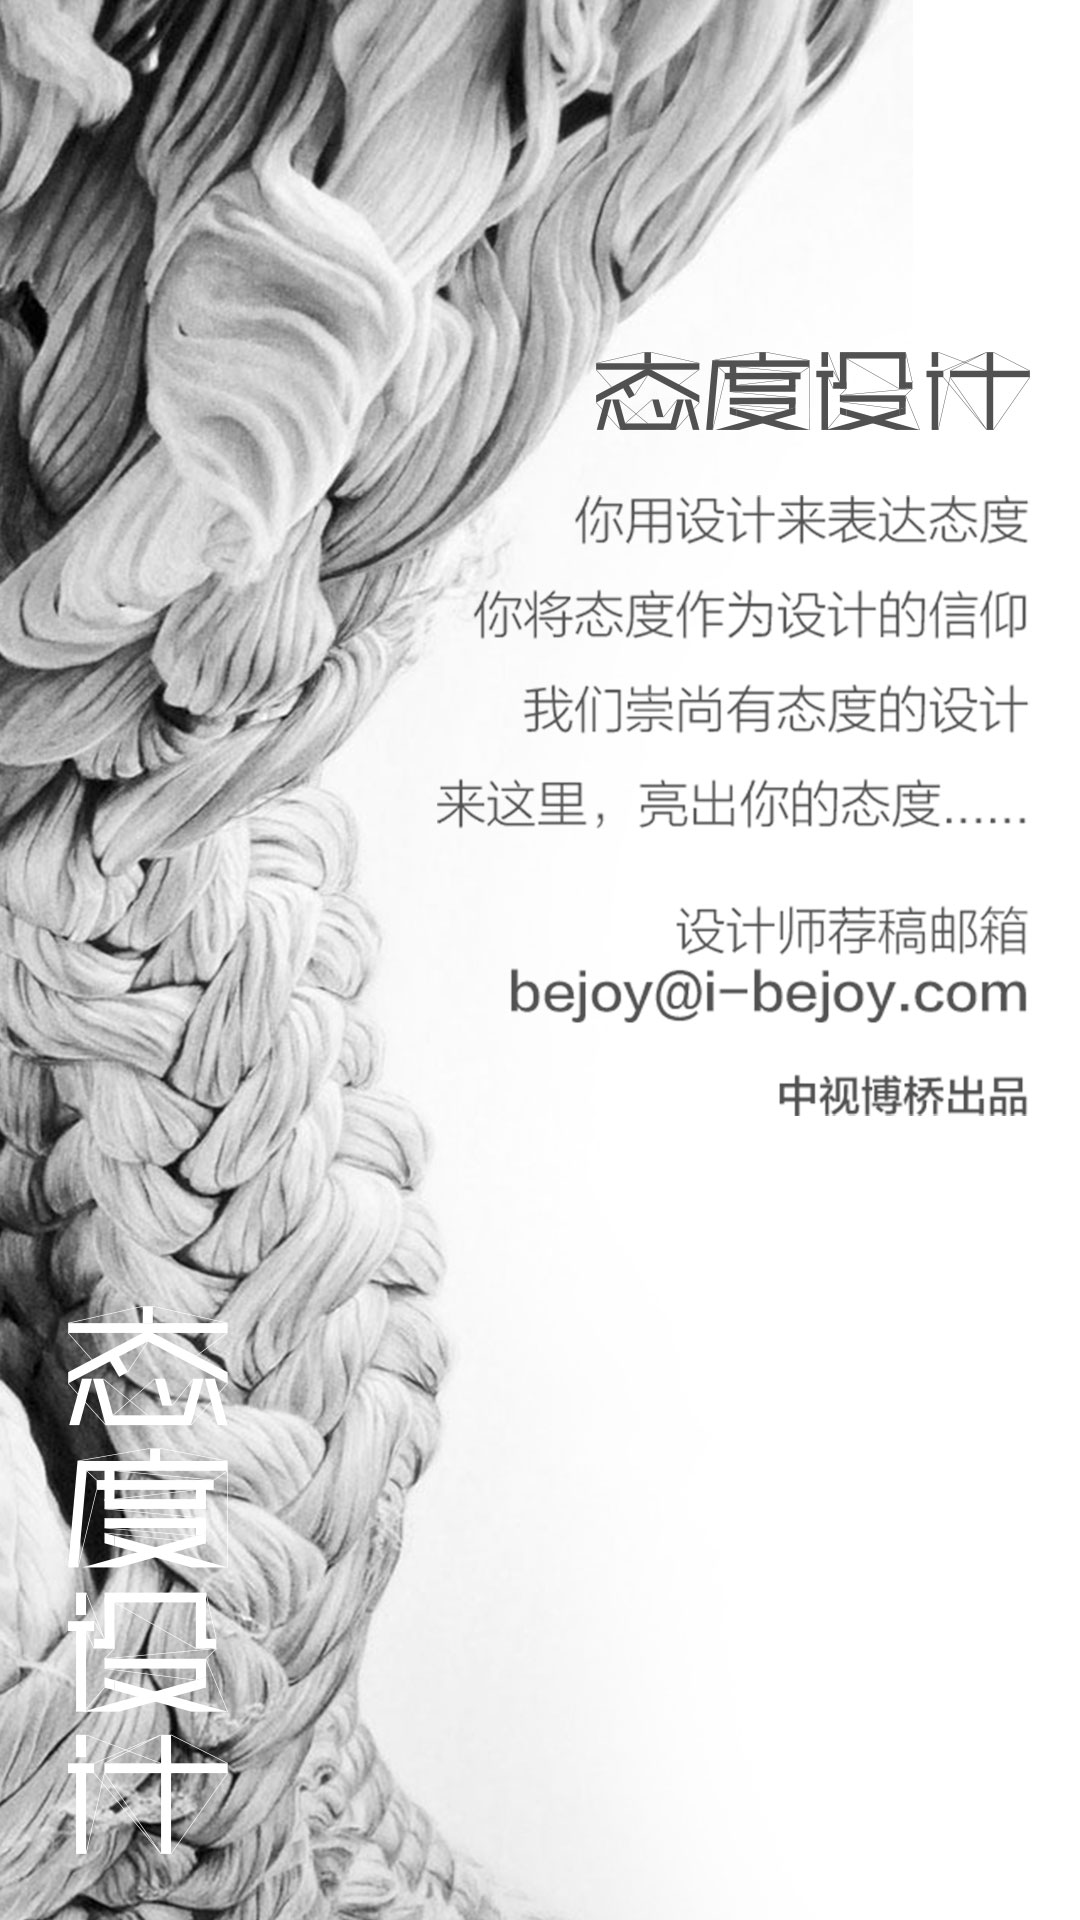 态度设计
你用设计来表达态度
你将态度作为设计的信仰
我们崇尚有态度的设计
来这里，亮出你的态度......
设计师荐稿邮箱
bejoy@i-bejoy.com
中视博桥出品
态度设计